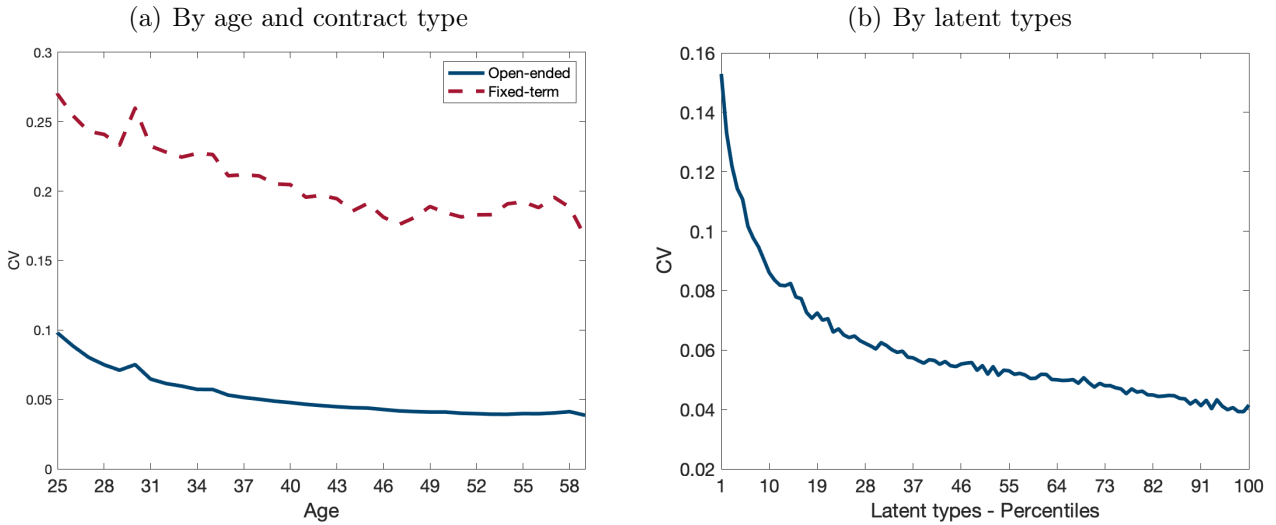 (a) By age and contract type
0.3
0.25
0.2
0.15
0.1
0.05
0
CV
Open-ended
Fixed-term
25 28 31 34 37 40 43 46 49 52 55 58
Age
(b) By latent types
0.16
0.14
0.12
0.1
0.08
0.06
0.04
0.02
CV
1 10 19 28 37 46 55 64 73 82 91 100
Latent types - Percentiles